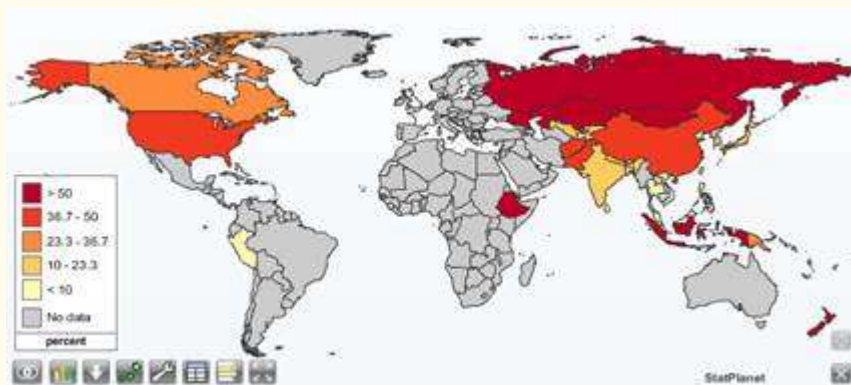 > 50
36.7 - 50
23.3 - 36.7
10 - 23.3
< 10
No data
percent
StatPlanet